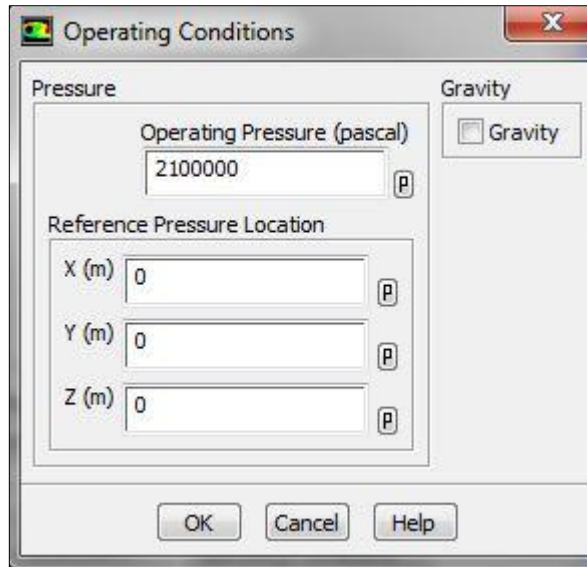 Operating Conditions
Pressure
Gravity
Operating Pressure (pascal)
Gravity
2100000
P
Reference Pressure Location
X (m)
0
P
Y (m)
0
P
Z (m)
0
P
OK
Cancel
Help